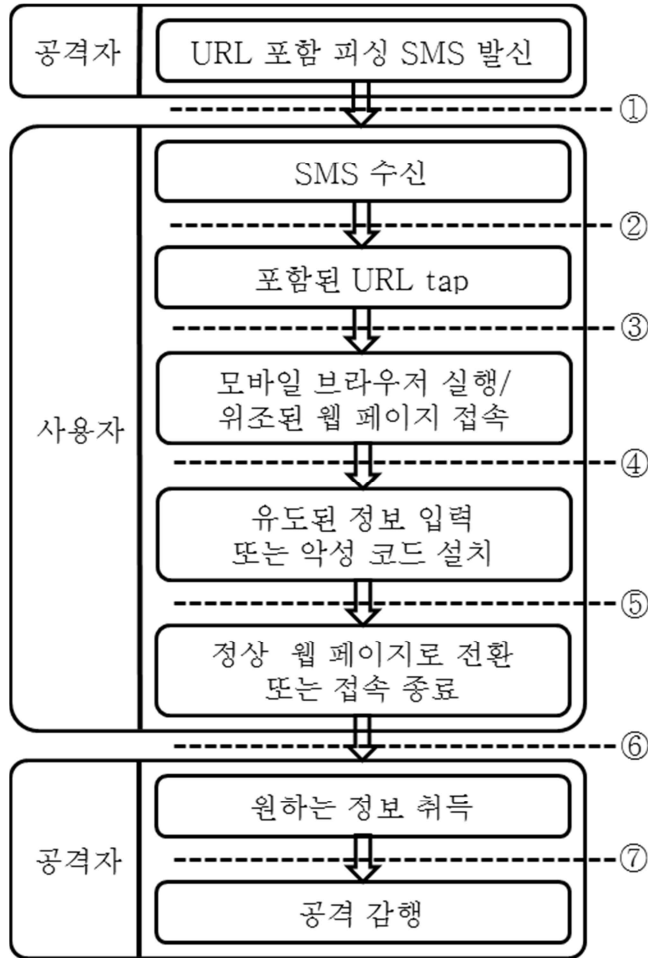 공격자
URL 포함 피싱 SMS 발신
①
사용자
SMS 수신
②
포함된 URL tap
③
모바일 브라우저 실행/
위조된 웹 페이지 접속
④
유도된 정보 입력
또는 악성 코드 설치
⑤
정상 웹 페이지로 전환
또는 접속 종료
⑥
공격자
원하는 정보 취득
⑦
공격 감행